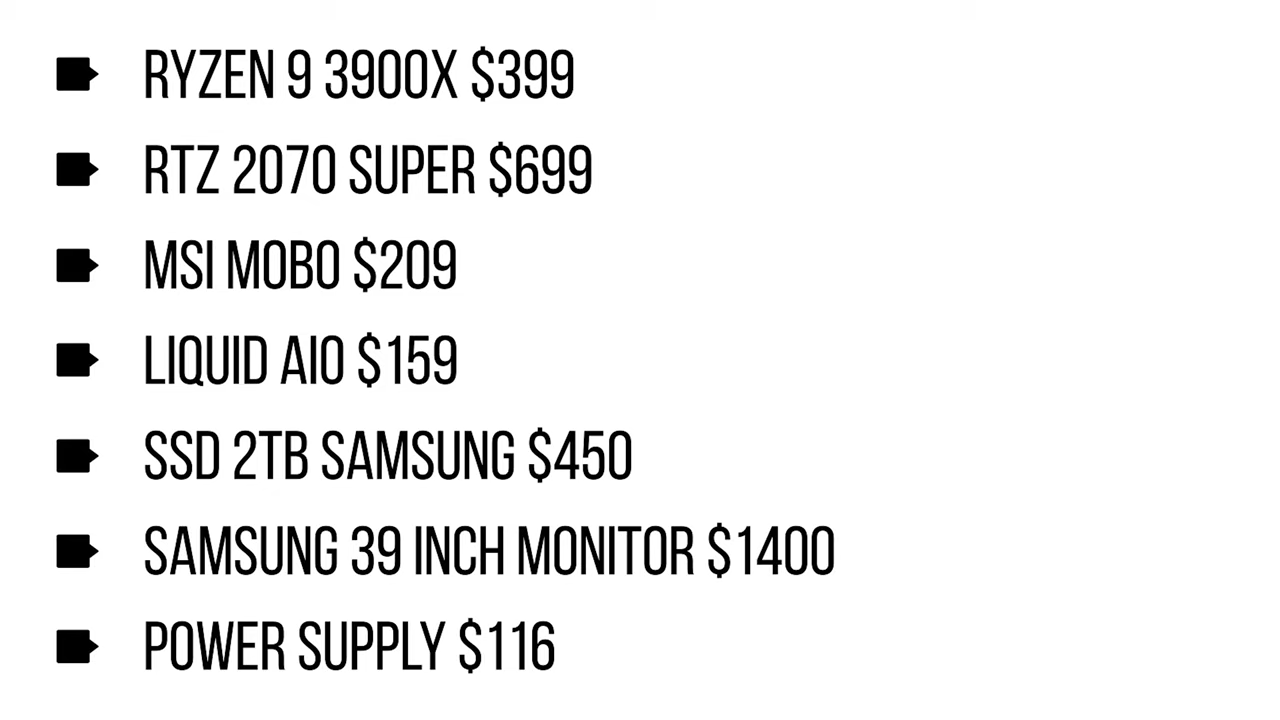 RYZEN 9 3900X $399
RTZ 2070 SUPER $699
MSI MOBO $209
LIQUID AIO $159
SSD 2TB SAMSUNG $450
SAMSUNG 39 INCH MONITOR $1400
POWER SUPPLY $116